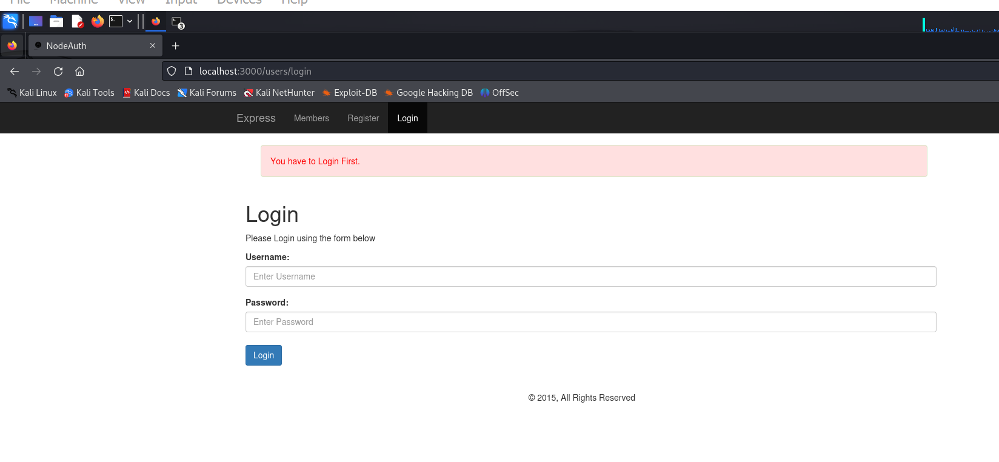 File Machine View Input Devices Help
3
NodeAuth
localhost:3000/users/login
Kali Linux Kali Tools Kali Docs Kali Forums Kali NetHunter Exploit-DB Google Hacking DB OffSec
Express Members Register Login
You have to Login First.
Login
Please Login using the form below
Username:
Enter Username
Password:
Enter Password
Login
© 2015, All Rights Reserved